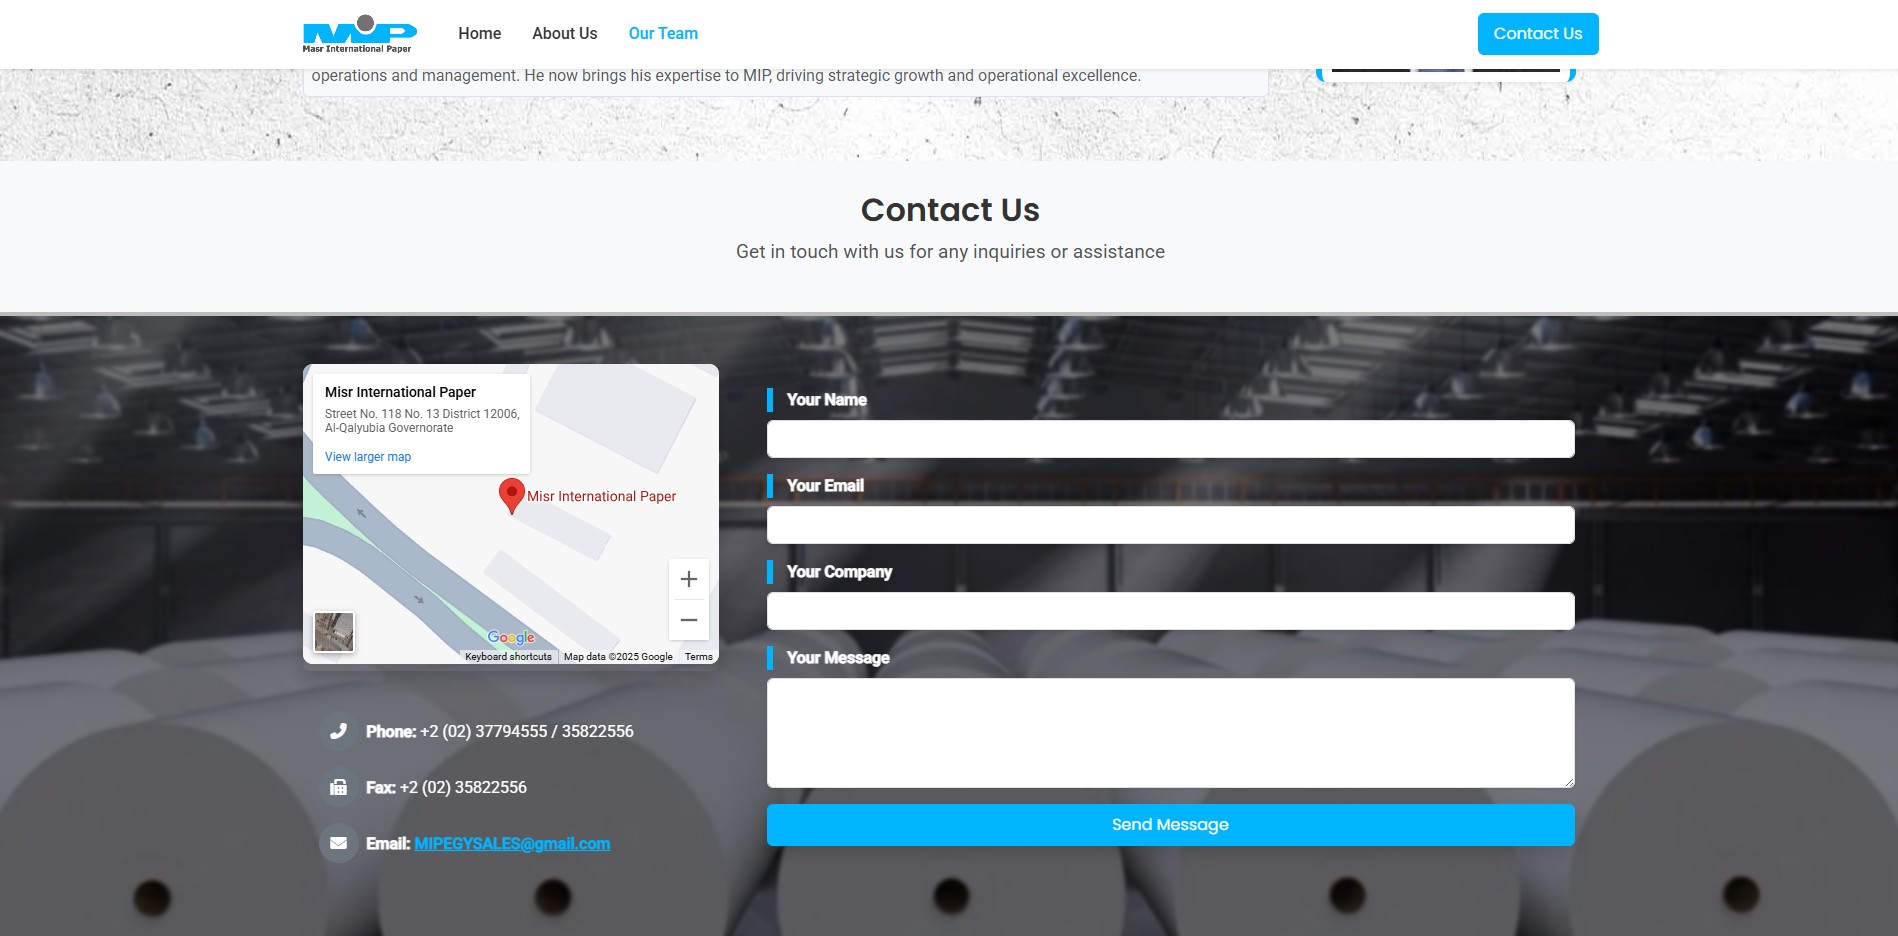 MIP
Masr International Paper
Home
About Us
Our Team
Contact Us
operations and management. He now brings his expertise to MIP, driving strategic growth and operational excellence.
Contact Us
Get in touch with us for any inquiries or assistance
Misr International Paper
Street No. 118 No. 13 District 12006,
Al-Qalyubia Governorate
View larger map
Misr International Paper
Google
Keyboard shortcuts
Map data ©2025 Google
Terms
Phone: +2 (02) 37794555 / 35822556
Fax: +2 (02) 35822556
Email: MIPEGYSALES@gmail.com
Your Name
Your Email
Your Company
Your Message
Send Message